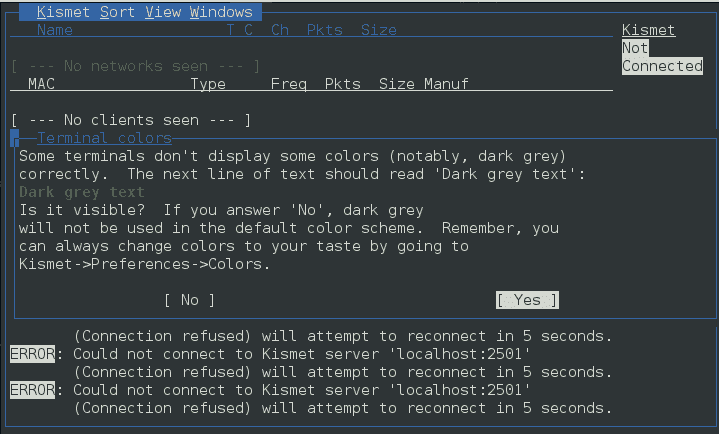 Kismet Sort View Windows
Name T C Ch Pkts Size
Kismet
Not
[ --- No networks seen --- ]
Connected
MAC Type Freq Pkts Size Manuf
[ --- No clients seen --- ]
Terminal colors
Some terminals don't display some colors (notably, dark grey)
correctly. The next line of text should read 'Dark grey text':
Dark grey text
Is it visible? If you answer 'No', dark grey
will not be used in the default color scheme. Remember, you
can always change colors to your taste by going to
Kismet->Preferences->Colors.
[ No ] [ Yes ]
(Connection refused) will attempt to reconnect in 5 seconds.
ERROR: Could not connect to Kismet server 'localhost:2501'
(Connection refused) will attempt to reconnect in 5 seconds.
ERROR: Could not connect to Kismet server 'localhost:2501'
(Connection refused) will attempt to reconnect in 5 seconds.